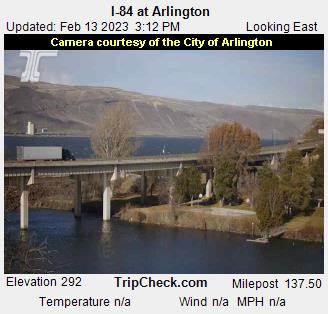 I-84 at Arlington
Updated: Feb 13 2023 3:12 PM Looking East
Camera courtesy of the City of Arlington
Elevation 292 TripCheck.com Milepost 137.50
Temperature n/a Wind n/a MPH n/a